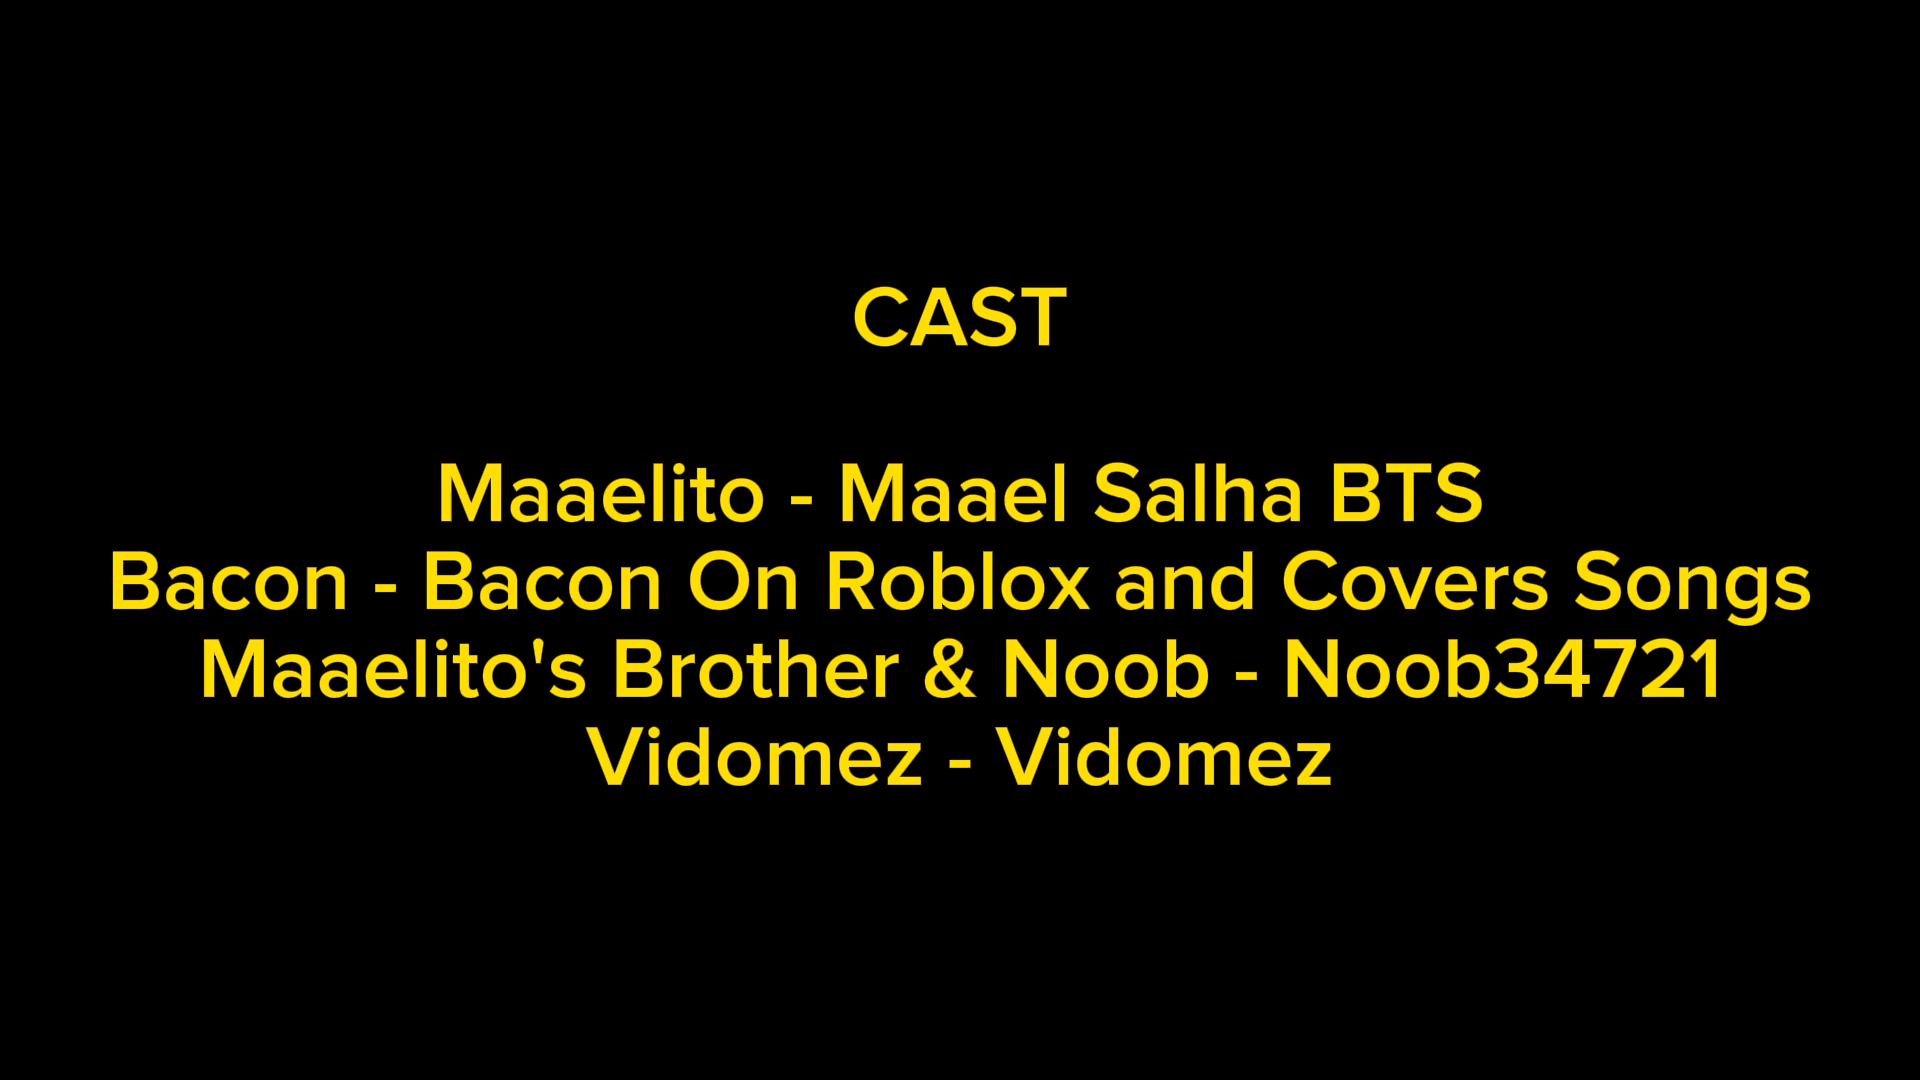 CAST
Maaelito - Maael Salha BTS
Bacon - Bacon On Roblox and Covers Songs
Maaelito's Brother & Noob - Noob34721
Vidomez - Vidomez